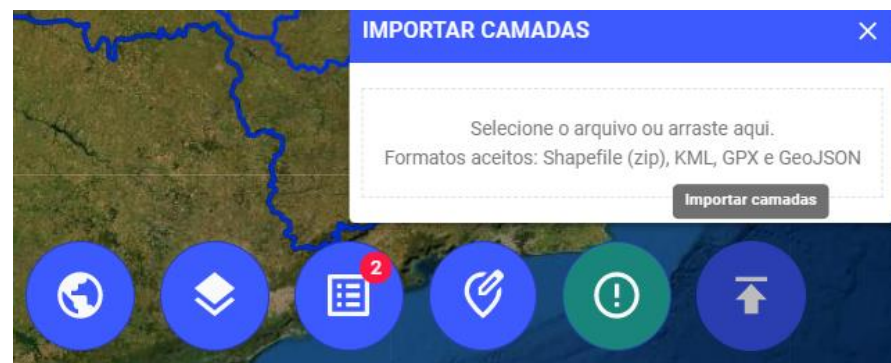 IMPORTAR CAMADAS
Selecione o arquivo ou arraste aqui.
Formatos aceitos: Shapefile (zip), KML, GPX e GeoJSON
Importar camadas
2